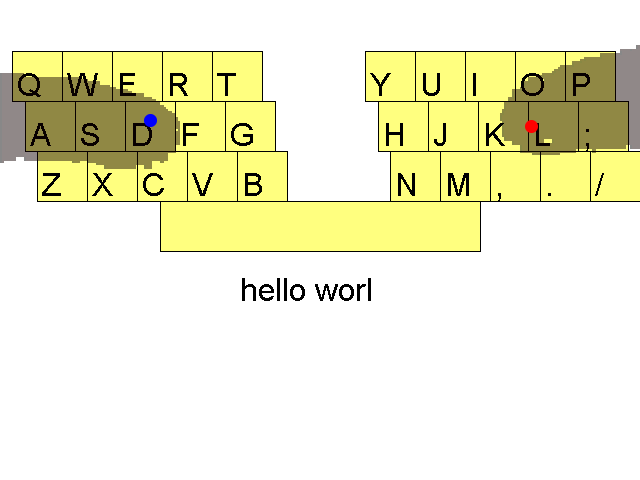 Q W E R T Y U I O P
A S D F G H J K L ;
Z X C V B N M , . /
hello worl